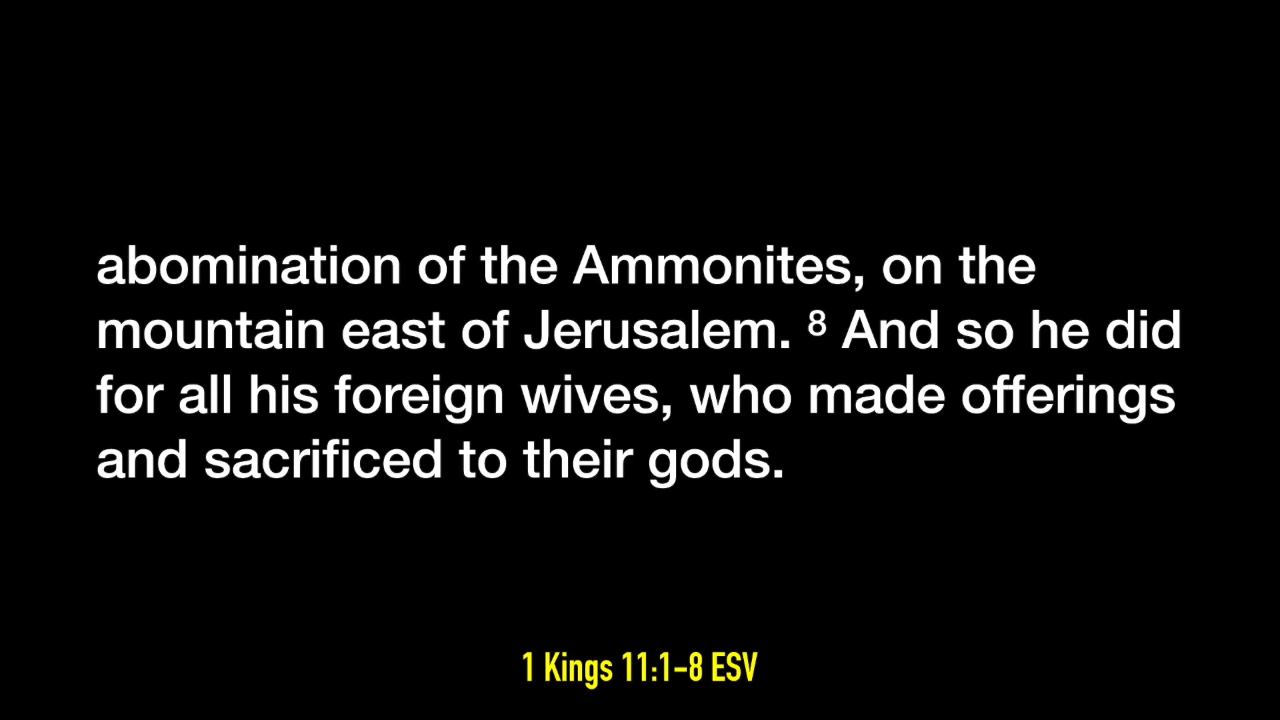 abomination of the Ammonites, on the
mountain east of Jerusalem. ⁸ And so he did
for all his foreign wives, who made offerings
and sacrificed to their gods.
1 Kings 11:1-8 ESV